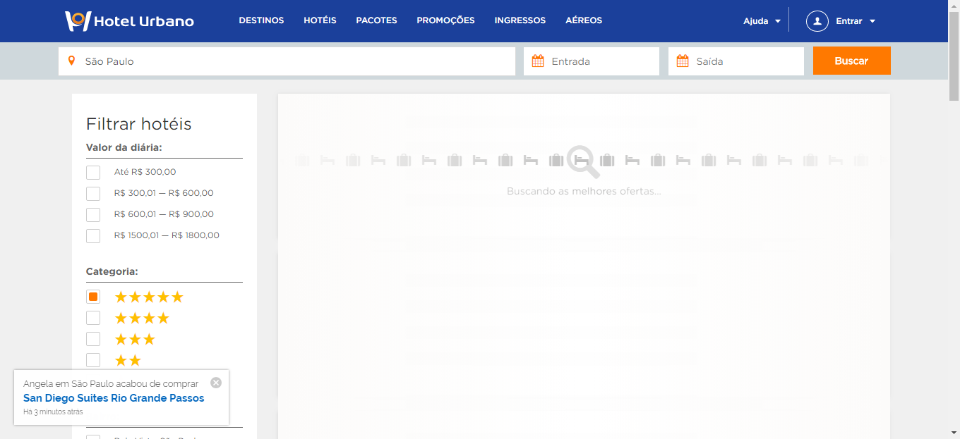 Hotel Urbano
DESTINOS HOTÉIS PACOTES PROMOÇÕES INGRESSOS AÉREOS
Ajuda Entrar
São Paulo Entrada Saída Buscar
Filtrar hotéis
Valor da diária:
Até R$ 300,00
R$ 300,01 — R$ 600,00
R$ 600,01 — R$ 900,00
R$ 1500,01 — R$ 1800,00
Categoria:
Buscando as melhores ofertas...
Angela em São Paulo acabou de comprar
San Diego Suites Rio Grande Passos
Há 3 minutos atrás